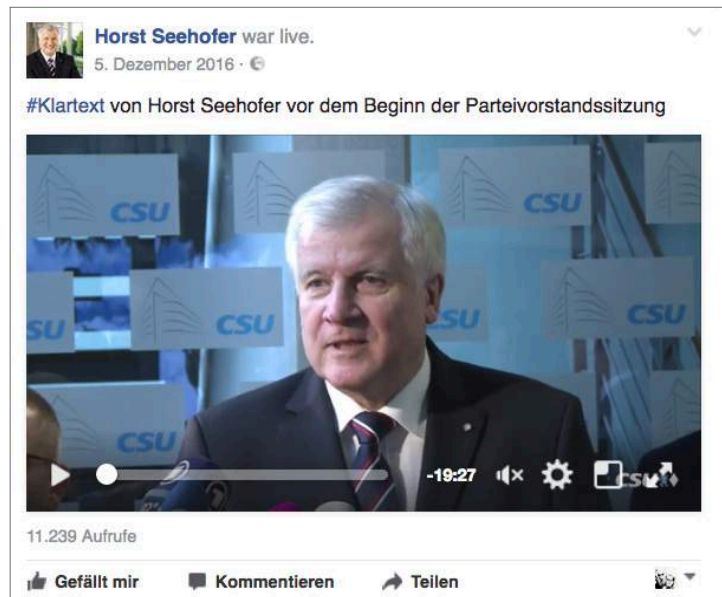 Horst Seehofer war live.
5. Dezember 2016 ·
#Klartext von Horst Seehofer vor dem Beginn der Parteivorstandssitzung
CSU CSU
CSU CSU CSU CSU
CSU
-19:27 CSU
11.239 Aufrufe
Gefällt mir Kommentieren Teilen